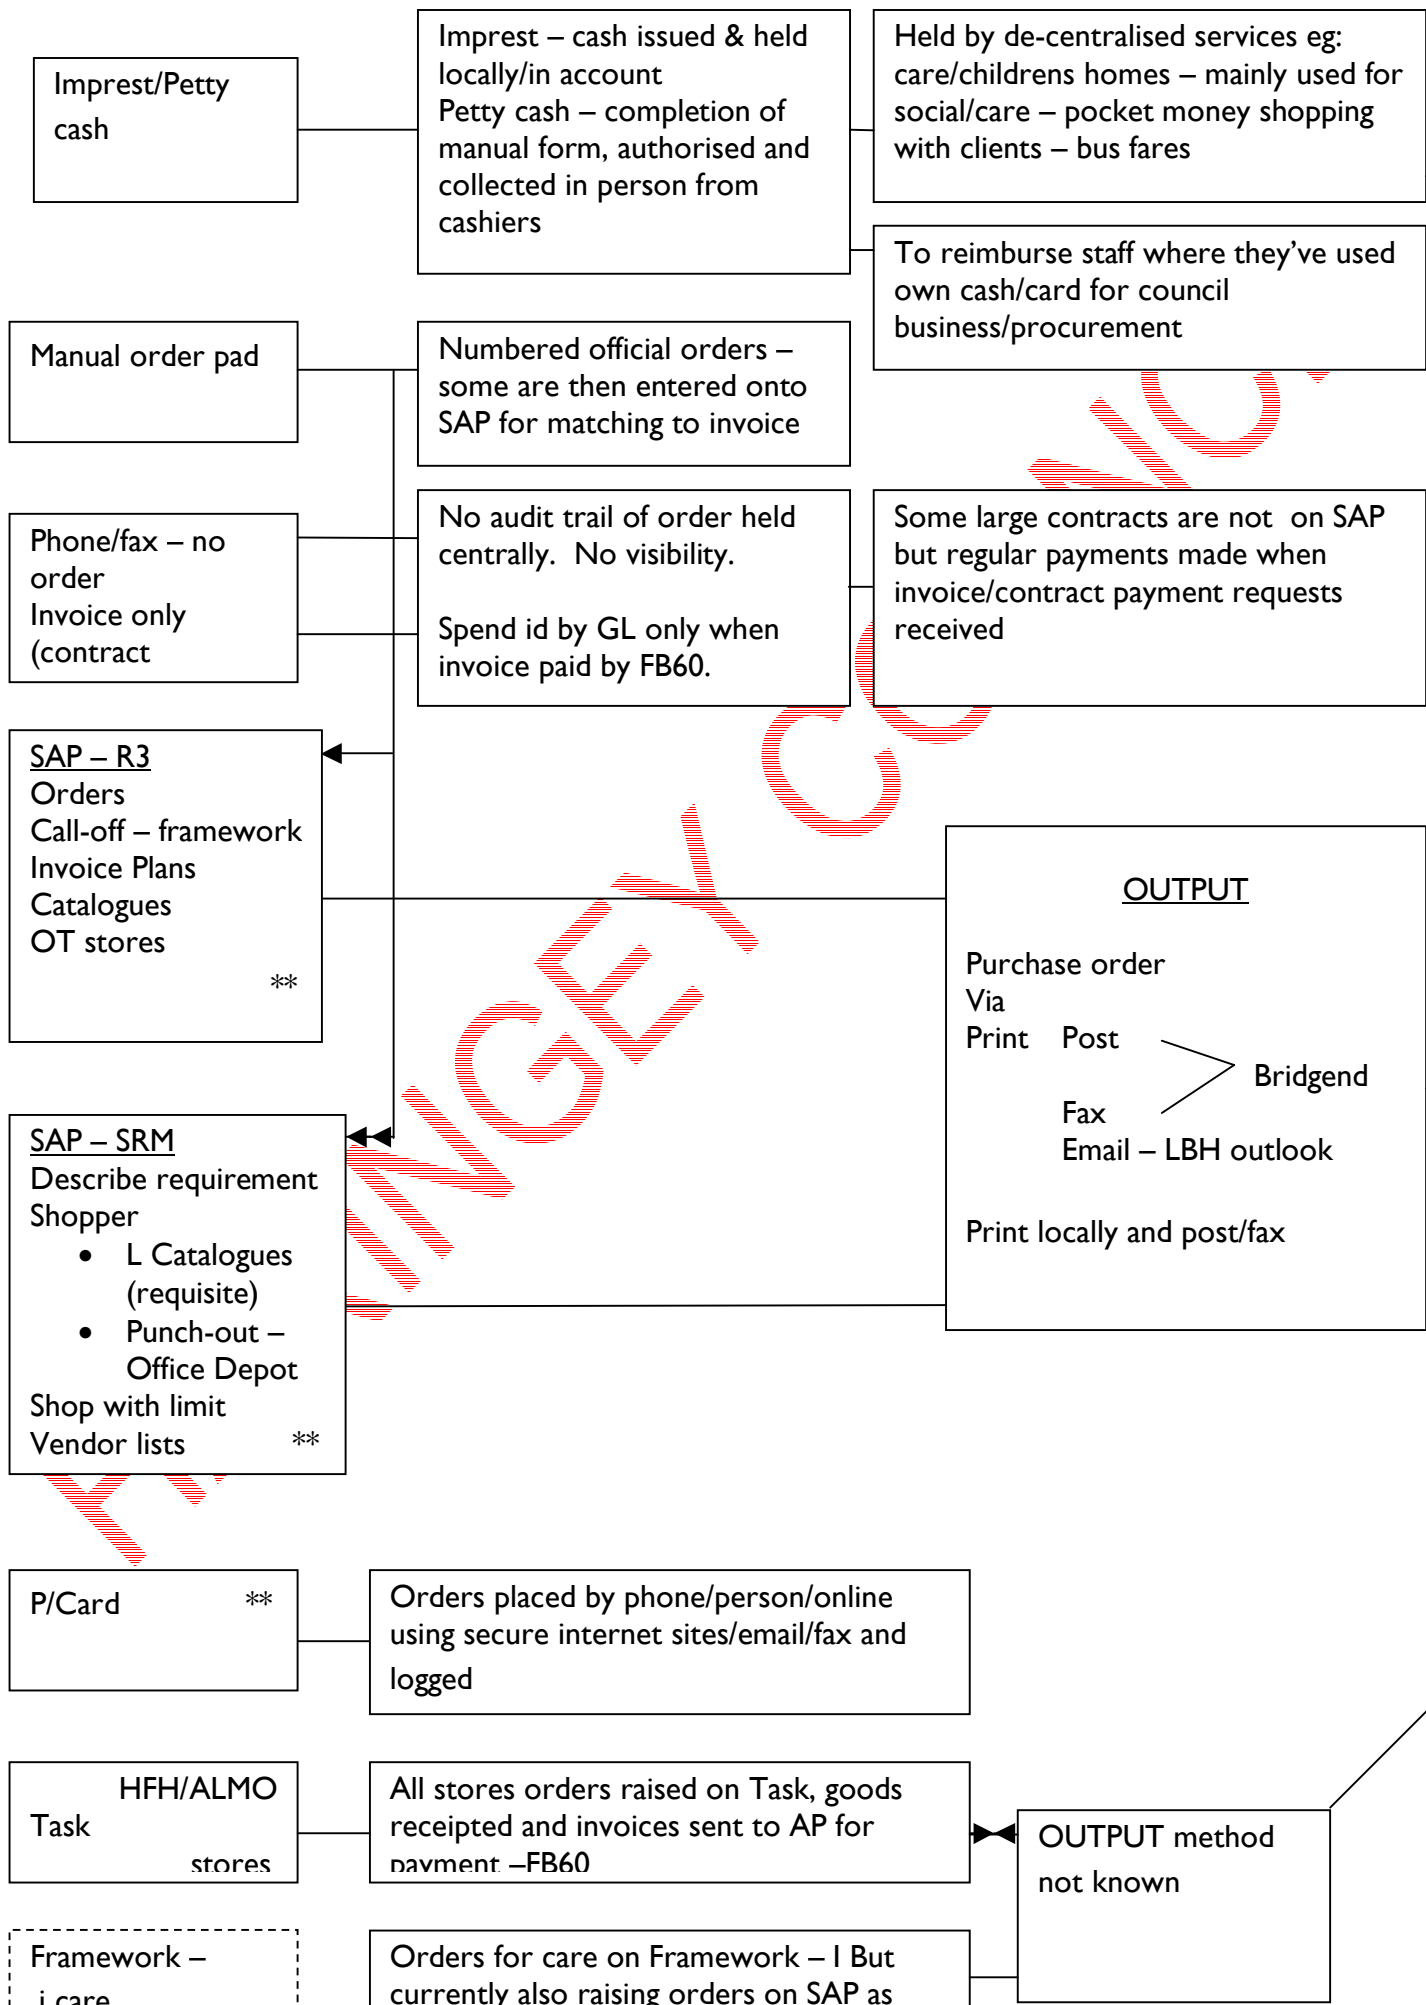 Imprest/Petty
cash
Imprest – cash issued & held
locally/in account
Petty cash – completion of
manual form, authorised and
collected in person from
cashiers
Held by de-centralised services eg:
care/childrens homes – mainly used for
social/care – pocket money shopping
with clients – bus fares
To reimburse staff where they've used
own cash/card for council
business/procurement
Manual order pad
Numbered official orders –
some are then entered onto
SAP for matching to invoice
Phone/fax – no
order
Invoice only
(contract
No audit trail of order held
centrally.  No visibility.
Spend id by GL only when
invoice paid by FB60.
Some large contracts are not  on SAP
but regular payments made when
invoice/contract payment requests
received
SAP – R3
Orders
Call-off – framework
Invoice Plans
Catalogues
OT stores
**
OUTPUT
Purchase order
Via
Print Post
Bridgend
Fax
Email – LBH outlook
Print locally and post/fax
SAP – SRM
Describe requirement
Shopper
• L Catalogues
(requisite)
• Punch-out –
Office Depot
Shop with limit
Vendor lists **
P/Card **
Orders placed by phone/person/online
using secure internet sites/email/fax and
logged
HFH/ALMO
Task
stores
All stores orders raised on Task, goods
receipted and invoices sent to AP for
payment –FB60
OUTPUT method
not known
Framework –
i care
Orders for care on Framework – I But
currently also raising orders on SAP as